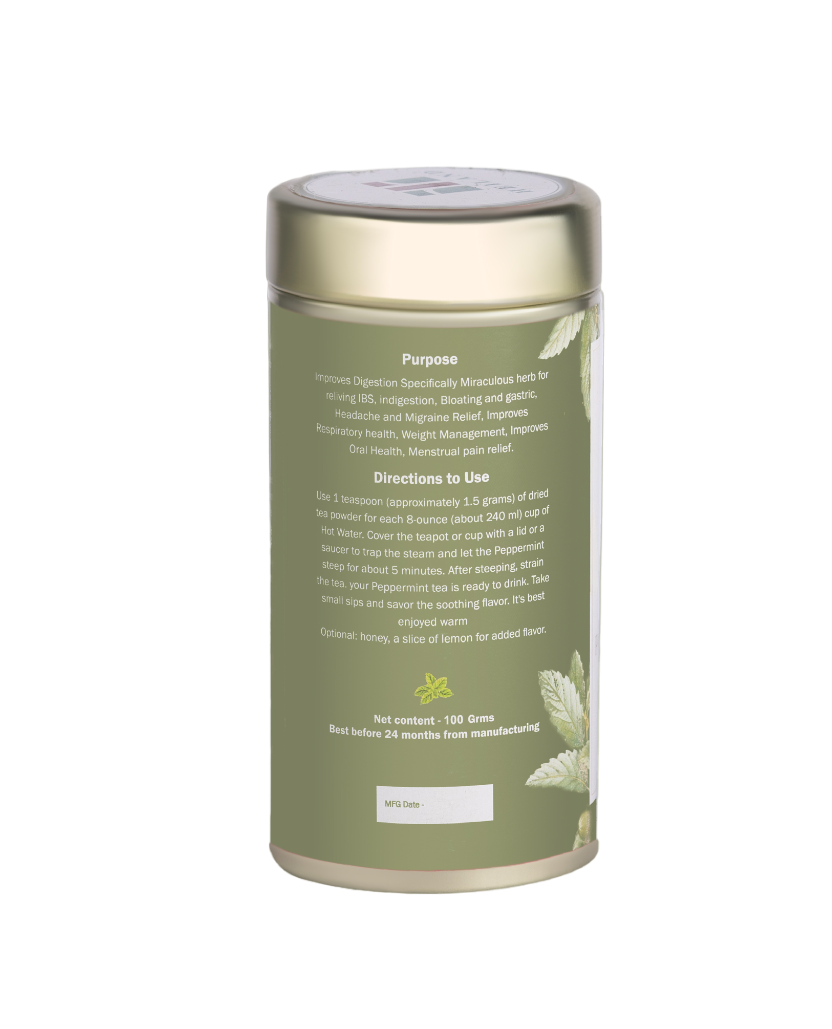 Purpose
Improves Digestion Specifically Miraculous herb for
reliving IBS, indigestion, Bloating and gastric,
Headache and Migraine Relief, Improves
Respiratory health, Weight Management, Improves
Oral Health, Menstrual pain relief.
Directions to Use
Use 1 teaspoon (approximately 1.5 grams) of dried
tea powder for each 8-ounce (about 240 ml) cup of
Hot Water. Cover the teapot or cup with a lid or a
saucer to trap the steam and let the Peppermint
steep for about 5 minutes. After steeping, strain
the tea. your Peppermint tea is ready to drink. Take
small sips and savor the soothing flavor. It's best
enjoyed warm
Optional: honey, a slice of lemon for added flavor.
Net content - 100 Grms
Best before 24 months from manufacturing
MFG Date -